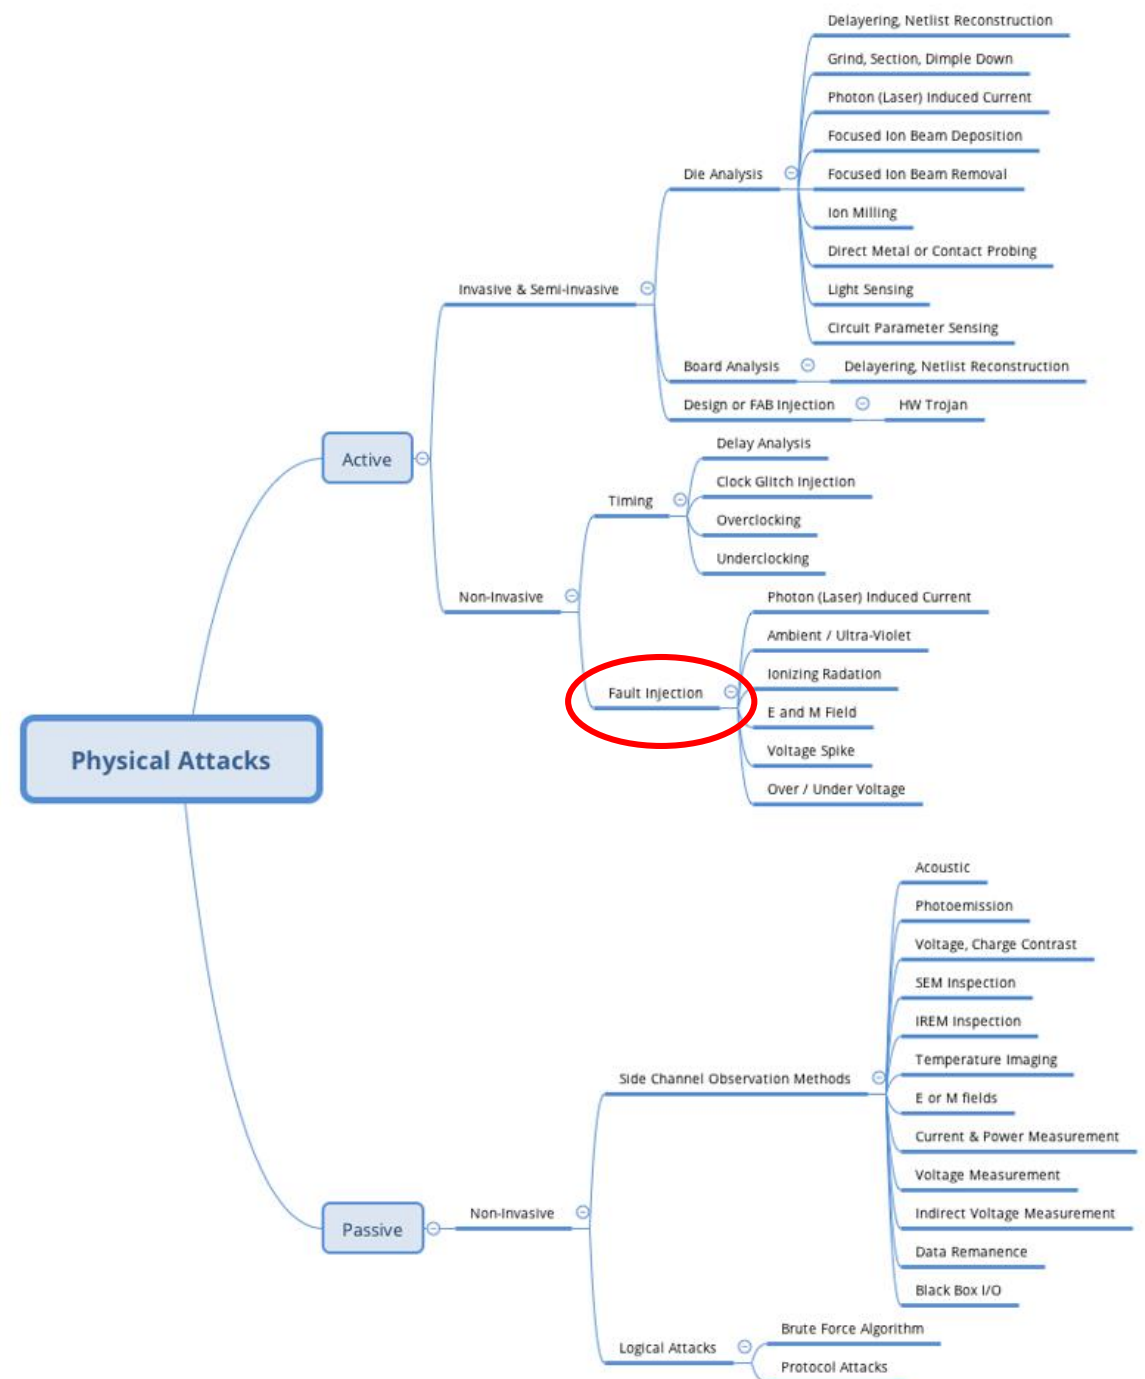 Delayering, Netlist Reconstruction
Grind, Section, Dimple Down
Photon (Laser) Induced Current
Focused Ion Beam Deposition
Die Analysis
Focused Ion Beam Removal
Ion Milling
Direct Metal or Contact Probing
Invasive & Semi-invasive
Light Sensing
Circuit Parameter Sensing
Board Analysis
Delayering, Netlist Reconstruction
Design or FAB Injection
HW Trojan
Active
Delay Analysis
Clock Glitch Injection
Timing
Overclocking
Underclocking
Non-Invasive
Photon (Laser) Induced Current
Ambient / Ultra-Violet
Ionizing Radation
Fault Injection
E and M Field
Voltage Spike
Over / Under Voltage
Physical Attacks
Acoustic
Photoemission
Voltage, Charge Contrast
SEM Inspection
IREM Inspection
Temperature Imaging
Side Channel Observation Methods
E or M fields
Current & Power Measurement
Voltage Measurement
Passive
Non-Invasive
Indirect Voltage Measurement
Data Remanence
Black Box I/O
Logical Attacks
Brute Force Algorithm
Protocol Attacks